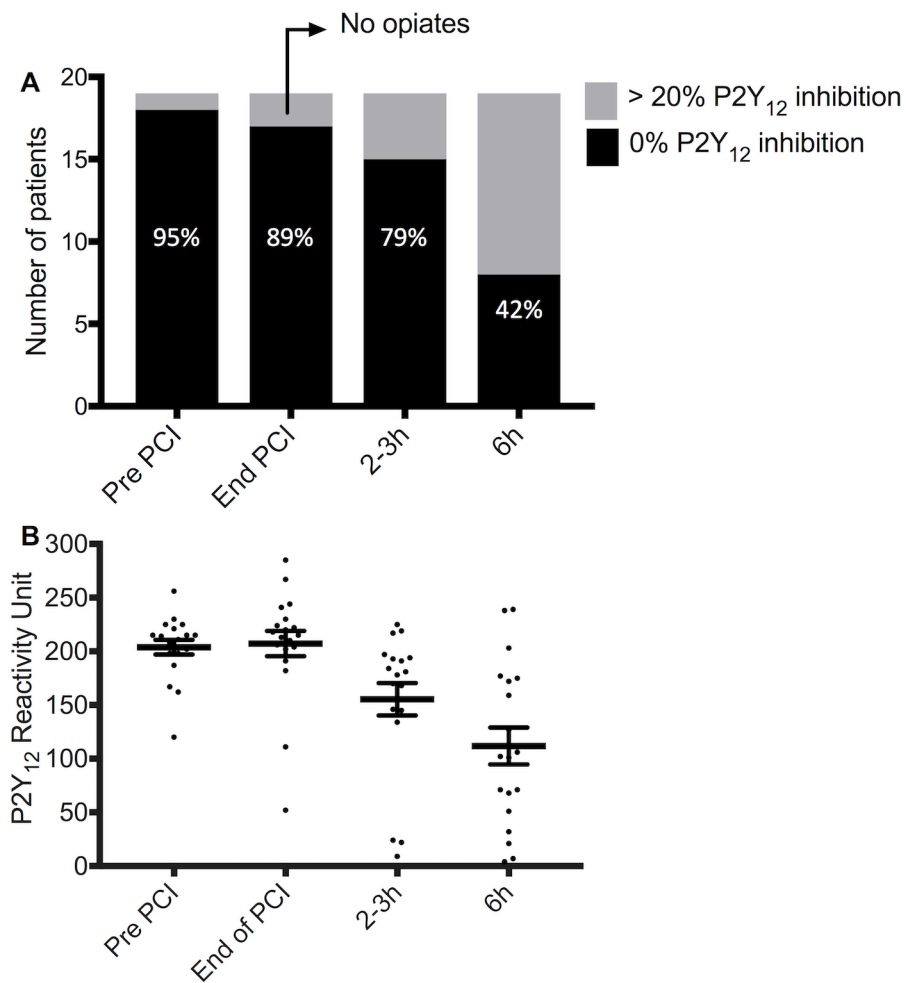 No opiates
A
20
15
10
5
0
Number of patients
> 20% P2Y12 inhibition
0% P2Y12 inhibition
95%
89%
79%
42%
Pre PCI
End PCI
2-3h
6h
B
300
250
200
150
100
50
0
P2Y12 Reactivity Unit
Pre PCI
End of PCI
2-3h
6h